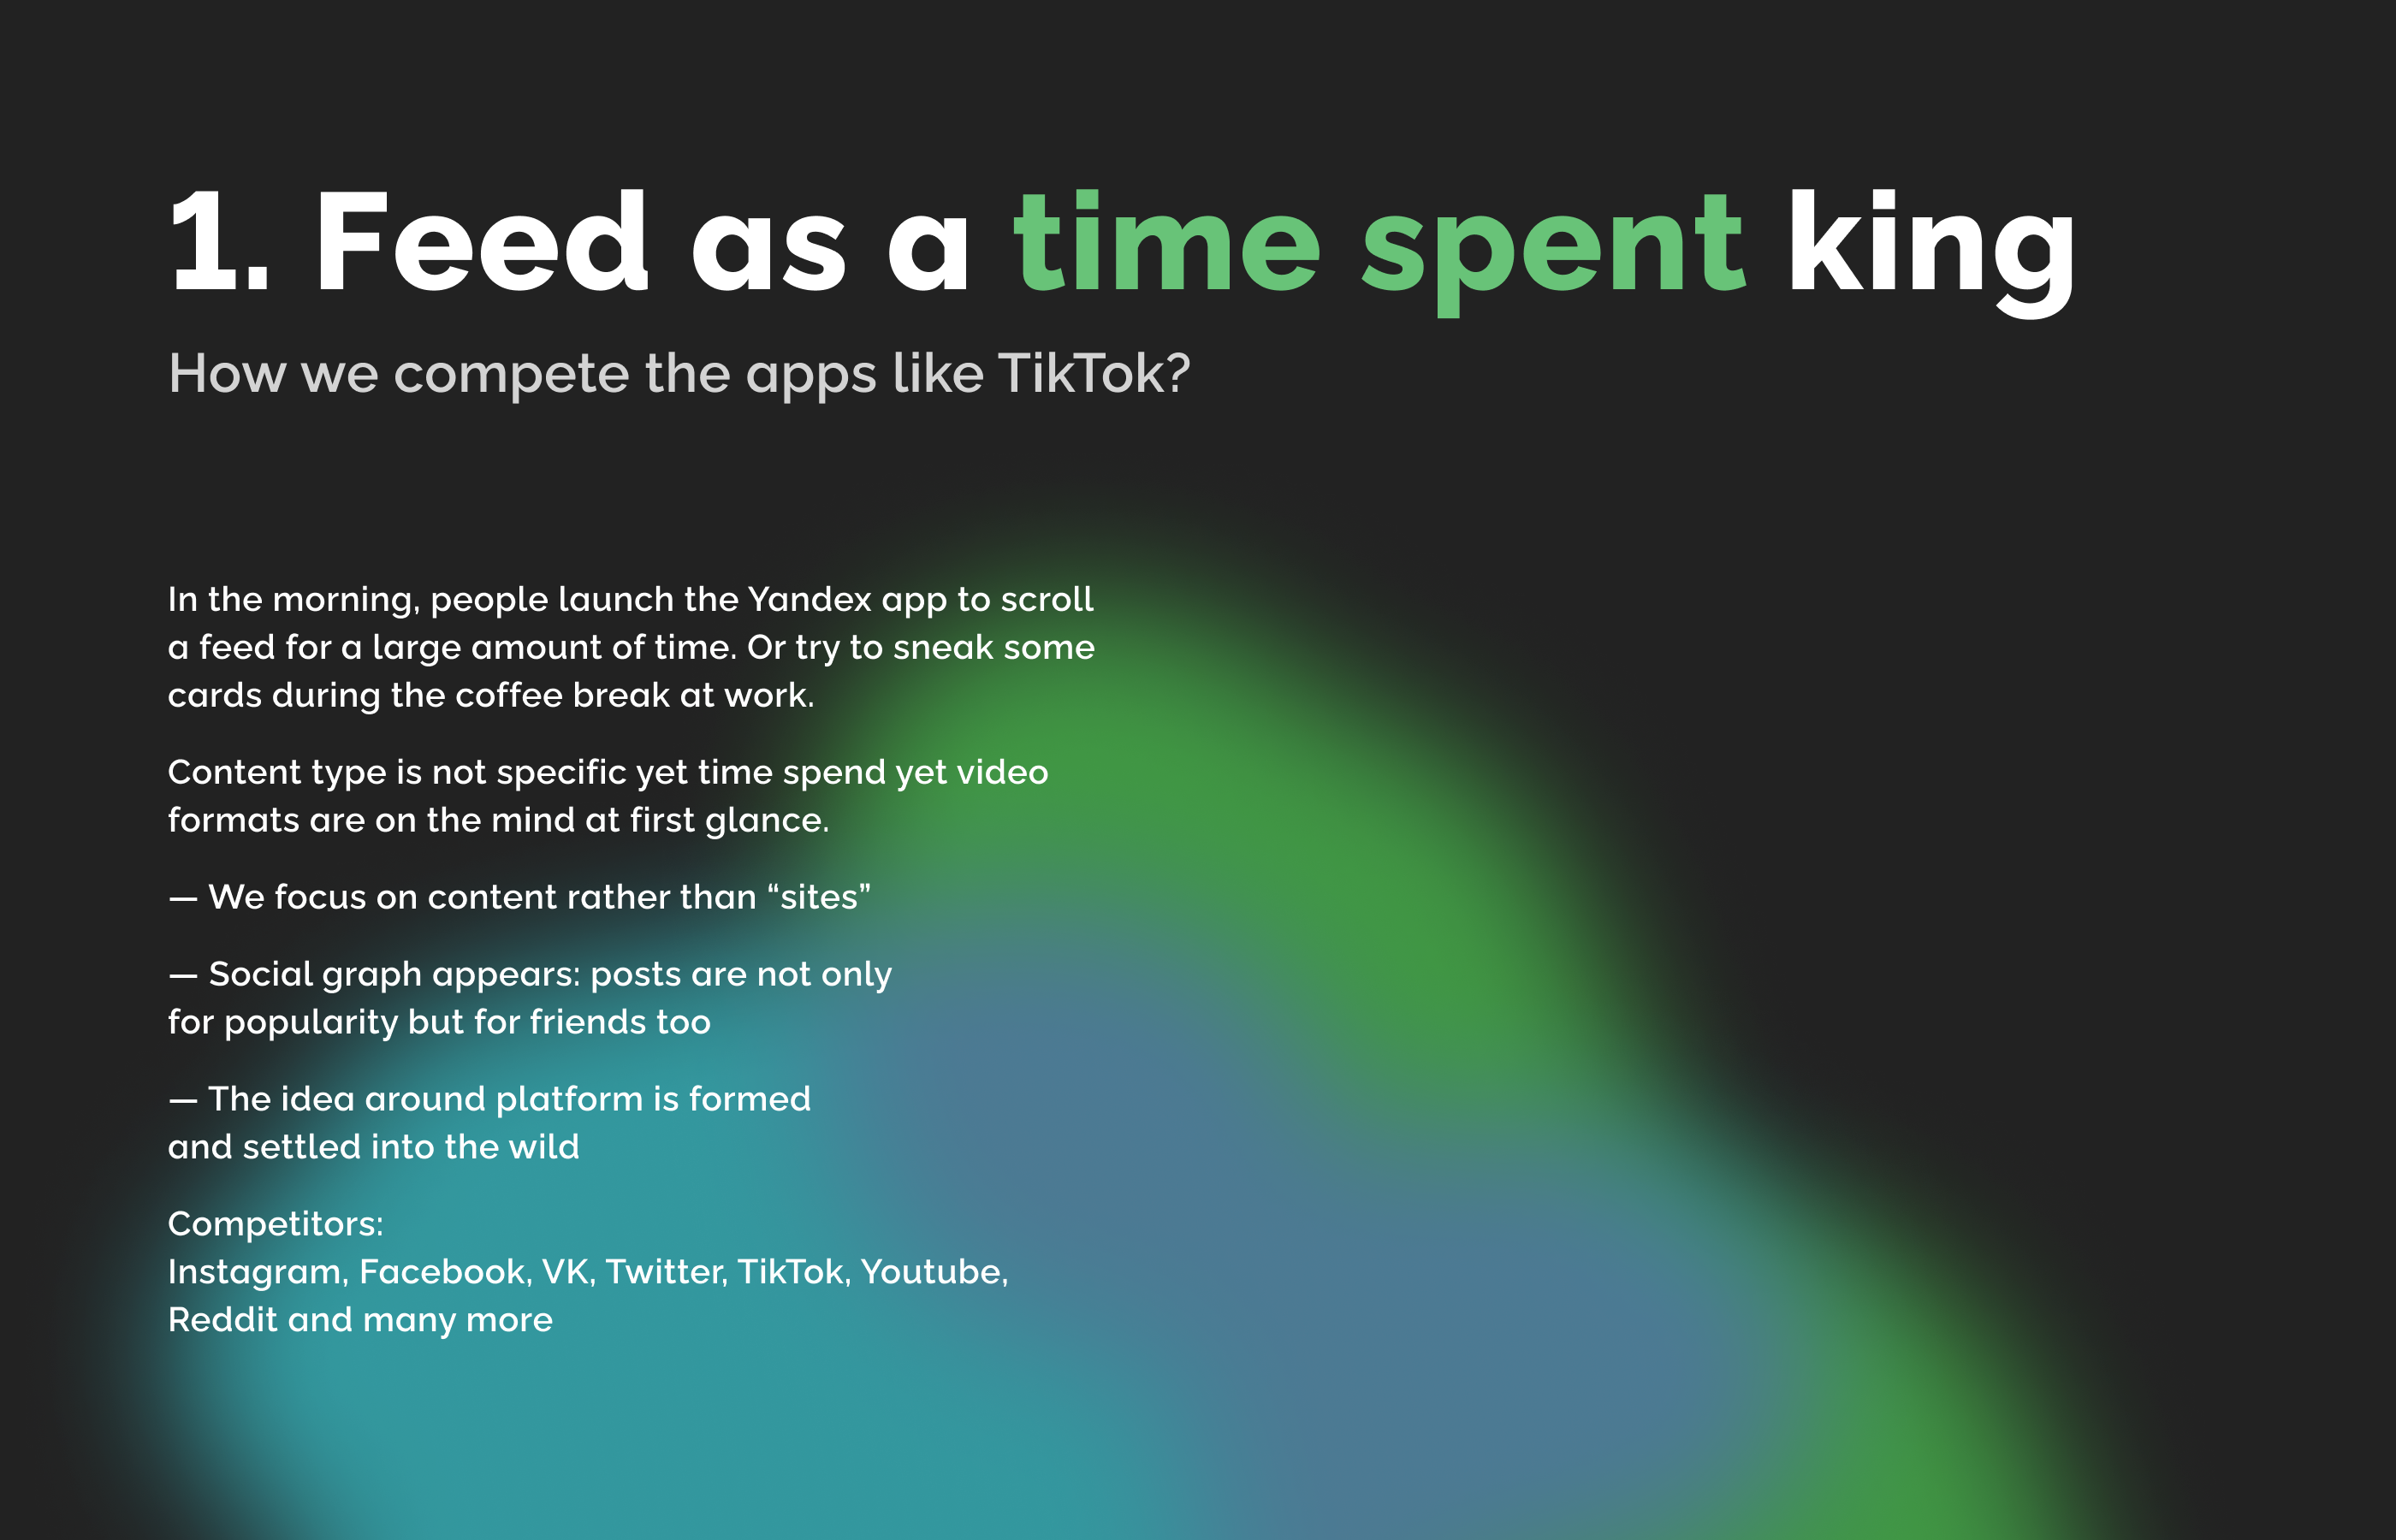 1. Feed as a time spent king
How we compete the apps like TikTok?
In the morning, people launch the Yandex app to scroll
a feed for a large amount of time. Or try to sneak some
cards during the coffee break at work.
Content type is not specific yet time spend yet video
formats are on the mind at first glance.
— We focus on content rather than “sites”
— Social graph appears: posts are not only
for popularity but for friends too
— The idea around platform is formed
and settled into the wild
Competitors:
Instagram, Facebook, VK, Twitter, TikTok, Youtube,
Reddit and many more